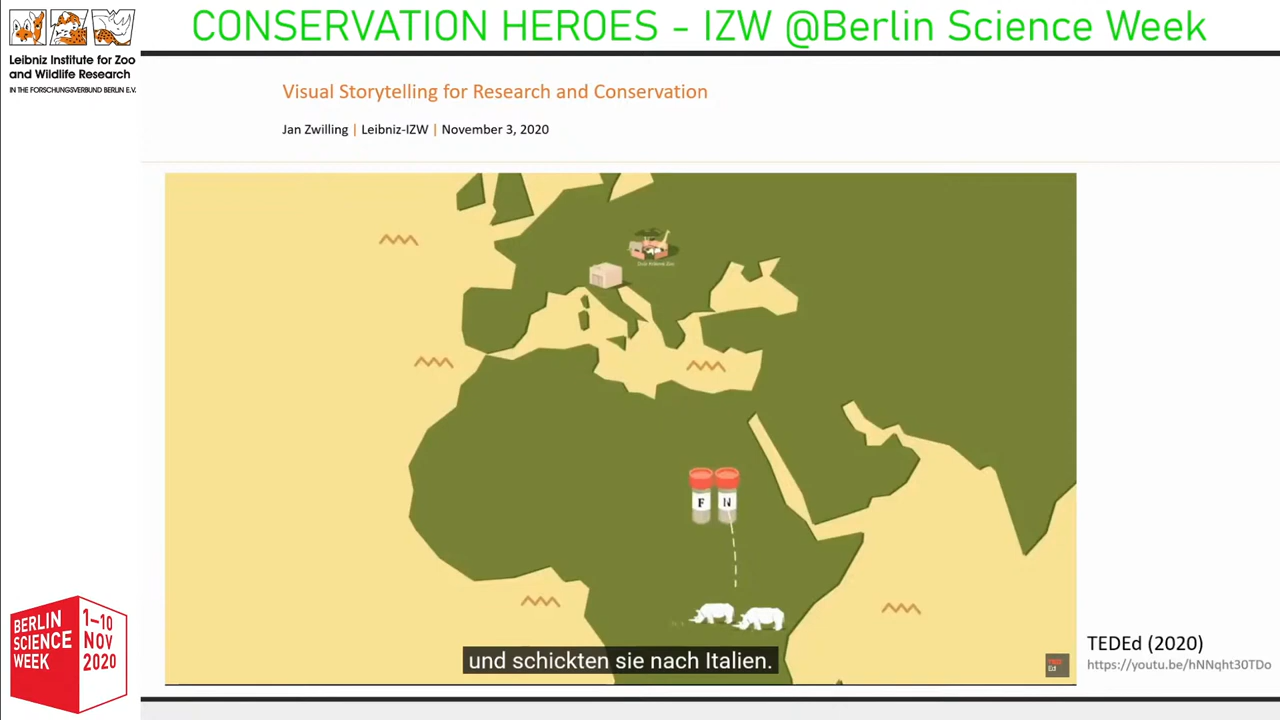 CONSERVATION HEROES - IZW @Berlin Science Week
Leibniz Institute for Zoo
and Wildlife Research
IN THE FORSCHUNGSVERBUND BERLIN E.V.
Visual Storytelling for Research and Conservation
Jan Zwilling | Leibniz-IZW | November 3, 2020
F N
und schickten sie nach Italien.
TED
Ed
TEDEd (2020)
https://youtu.be/hNNqht30TDo
BERLIN
SCIENCE
WEEK
1–10
NOV
2020